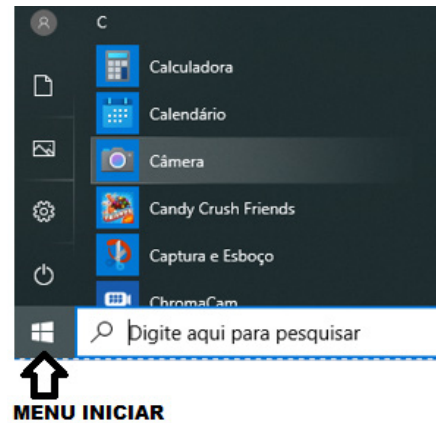 C
Calculadora
Calendário
Câmera
Candy Crush Friends
Captura e Esboço
ChromaCam
Digite aqui para pesquisar
MENU INICIAR